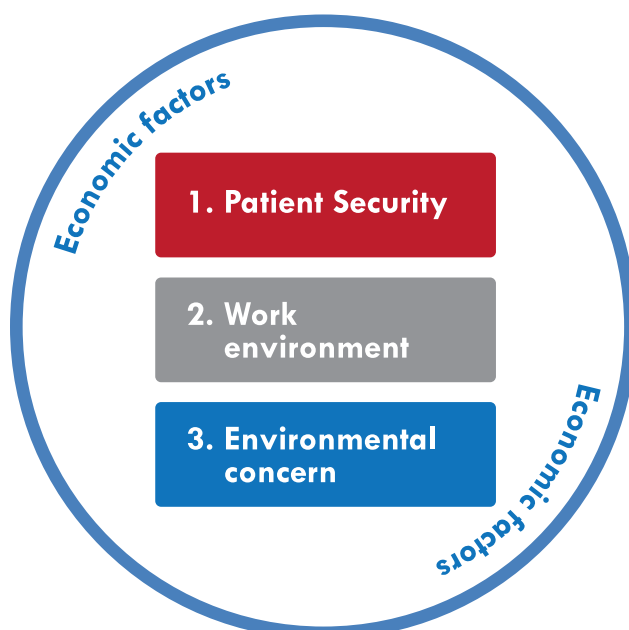 Economic factors
1. Patient Security
2. Work
environment
3. Environmental
concern
Economic factors